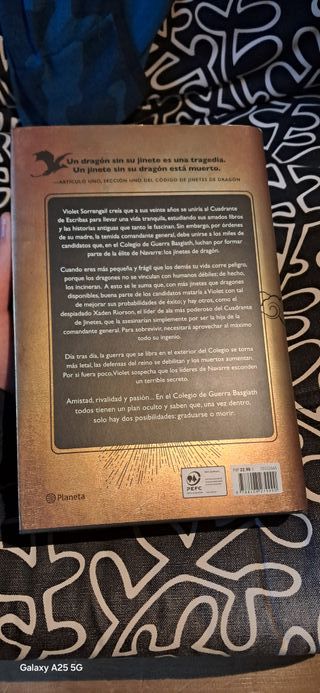 Un dragón sin su jinete es una tragedia.
Un jinete sin su dragón está muerto.
—ARTÍCULO UNO, SECCIÓN UNO DEL CÓDIGO DE JINETES DE DRAGÓN
Violet Sorrengail creía que a sus veinte años se uniría al Cuadrante
de Escribas para llevar una vida tranquila, estudiando sus amados libros
y las historias antiguas que tanto le fascinan. Sin embargo, por órdenes
de su madre, la temida comandante general, debe unirse a los miles de
candidatos que, en el Colegio de Guerra Basgiath, luchan por formar
parte de la élite de Navarre: los jinetes de dragón.
Cuando eres más pequeña y frágil que los demás tu vida corre peligro,
porque los dragones no se vinculan con humanos débiles; de hecho,
los incineran. A esto se le suma que, con más jinetes que dragones
disponibles, buena parte de los candidatos mataría a Violet con tal
de mejorar sus probabilidades de éxito; y hay otros, como el
despiadado Xaden Riorson, el líder de ala más poderoso del Cuadrante
de Jinetes, que la asesinarían simplemente por ser la hija de la
comandante general. Para sobrevivir, necesitará aprovechar al máximo
todo su ingenio.
Día tras día, la guerra que se libra en el exterior del Colegio se torna
más letal, las defensas del reino se debilitan y los muertos aumentan.
Por si fuera poco, Violet sospecha que los líderes de Navarre esconden
un terrible secreto.
Amistad, rivalidad y pasión... En el Colegio de Guerra Basgiath
todos tienen un plan oculto y saben que, una vez dentro,
solo hay dos posibilidades: graduarse o morir.
Planeta
PEFC
PVP 22,90 €
Galaxy A25 5G